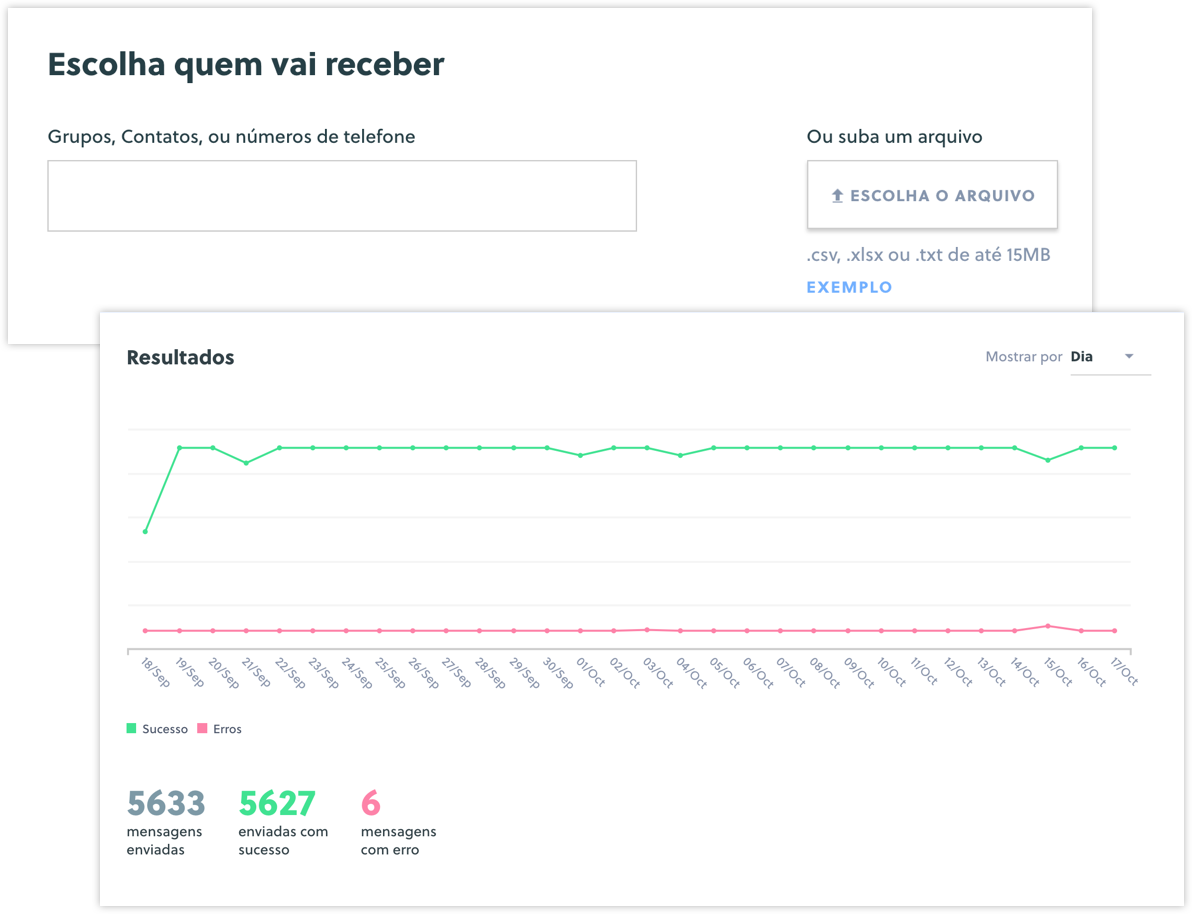 Escolha quem vai receber
Grupos, Contatos, ou números de telefone
Ou suba um arquivo
ESCOLHA O ARQUIVO
.csv, .xlsx ou .txt de até 15MB
EXEMPLO
Resultados
Mostrar por Dia
18/Sep 19/Sep 20/Sep 21/Sep 22/Sep 23/Sep 24/Sep 25/Sep 26/Sep 27/Sep 28/Sep 29/Sep 30/Sep 01/Oct 02/Oct 03/Oct 04/Oct 05/Oct 06/Oct 07/Oct 08/Oct 09/Oct 10/Oct 11/Oct 12/Oct 13/Oct 14/Oct 15/Oct 16/Oct 17/Oct
Sucesso Erros
5633 5627 6
mensagens enviadas com mensagens
enviadas sucesso com erro